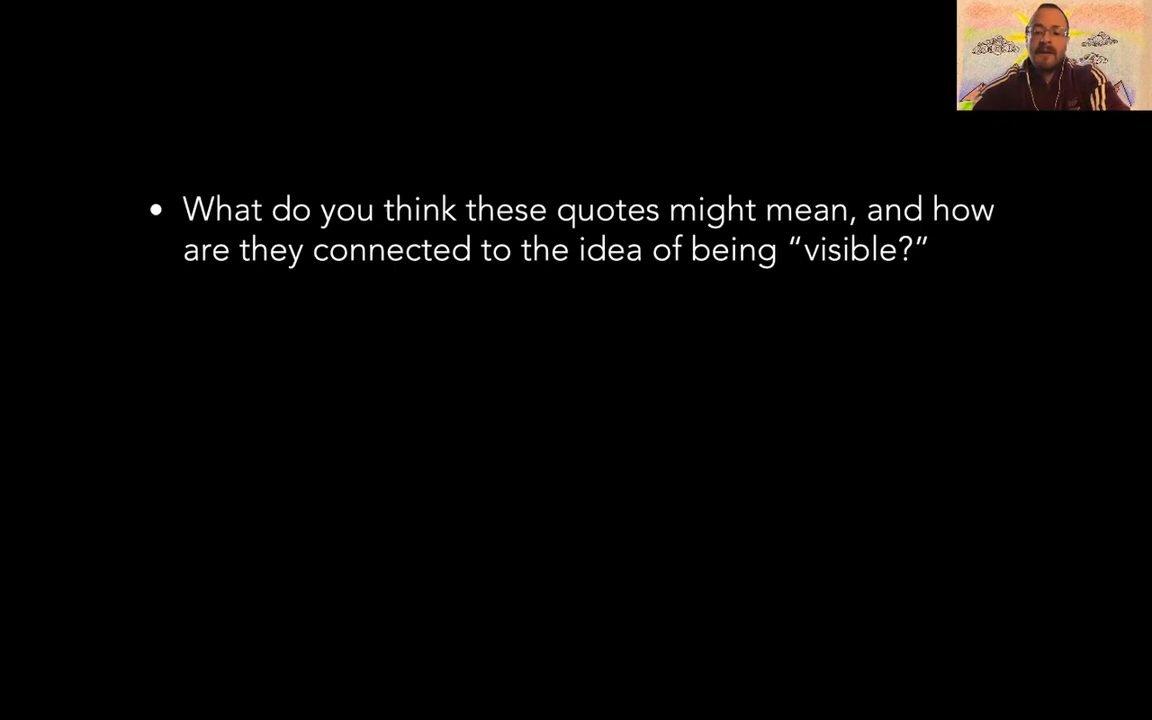 • What do you think these quotes might mean, and how
are they connected to the idea of being “visible?”